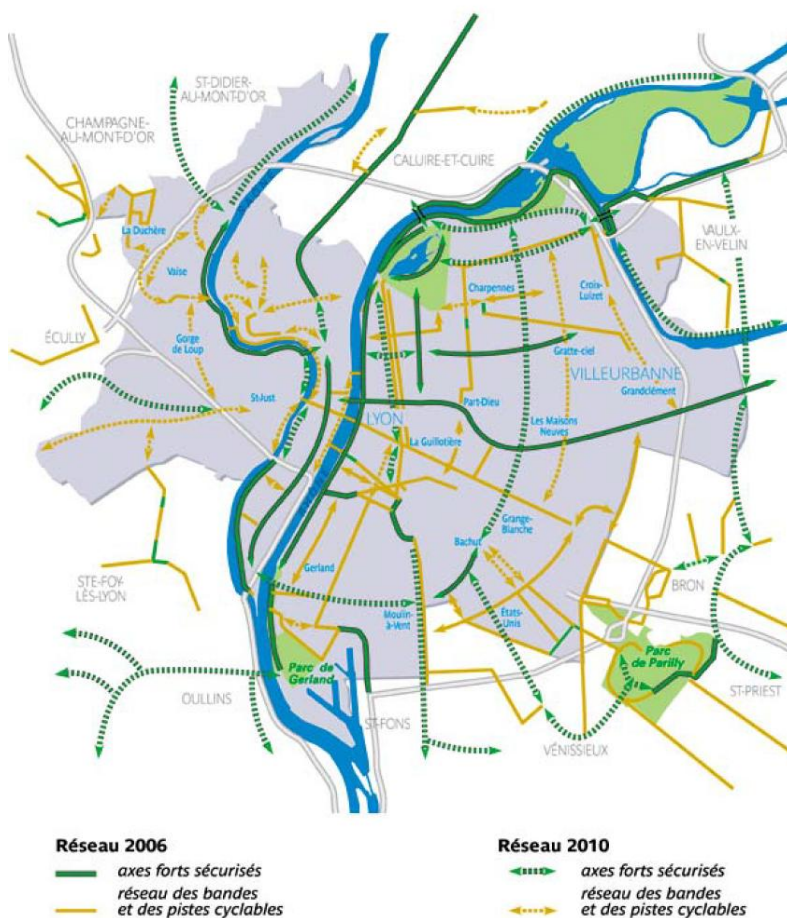 ST-DIDIER-
AU-MONT-D'OR
CHAMPAGNE-
AU-MONT-D'OR
CALUIRE-ET-CUIRE
La Duchère
Vaise
VAULX-
EN-VELIN
ÉCULLY
Gorge
de Loup
Charpennes
Croix-
Luizet
Gratte-ciel
VILLEURBANNE
Grandclément
St-Just
LYON
Part-Dieu
Les Maisons
Neuves
La Guillotière
STE-FOY-
LÈS-LYON
Gerland
Grange-
Blanche
Bachut
BRON
Moulin-
à-Vent
États-
Unis
Parc de
Gerland
Parc
de Parilly
OULLINS
ST-FONS
ST-PRIEST
VÉNISSIEUX
Réseau 2006
axes forts sécurisés
réseau des bandes
et des pistes cyclables
Réseau 2010
axes forts sécurisés
réseau des bandes
et des pistes cyclables